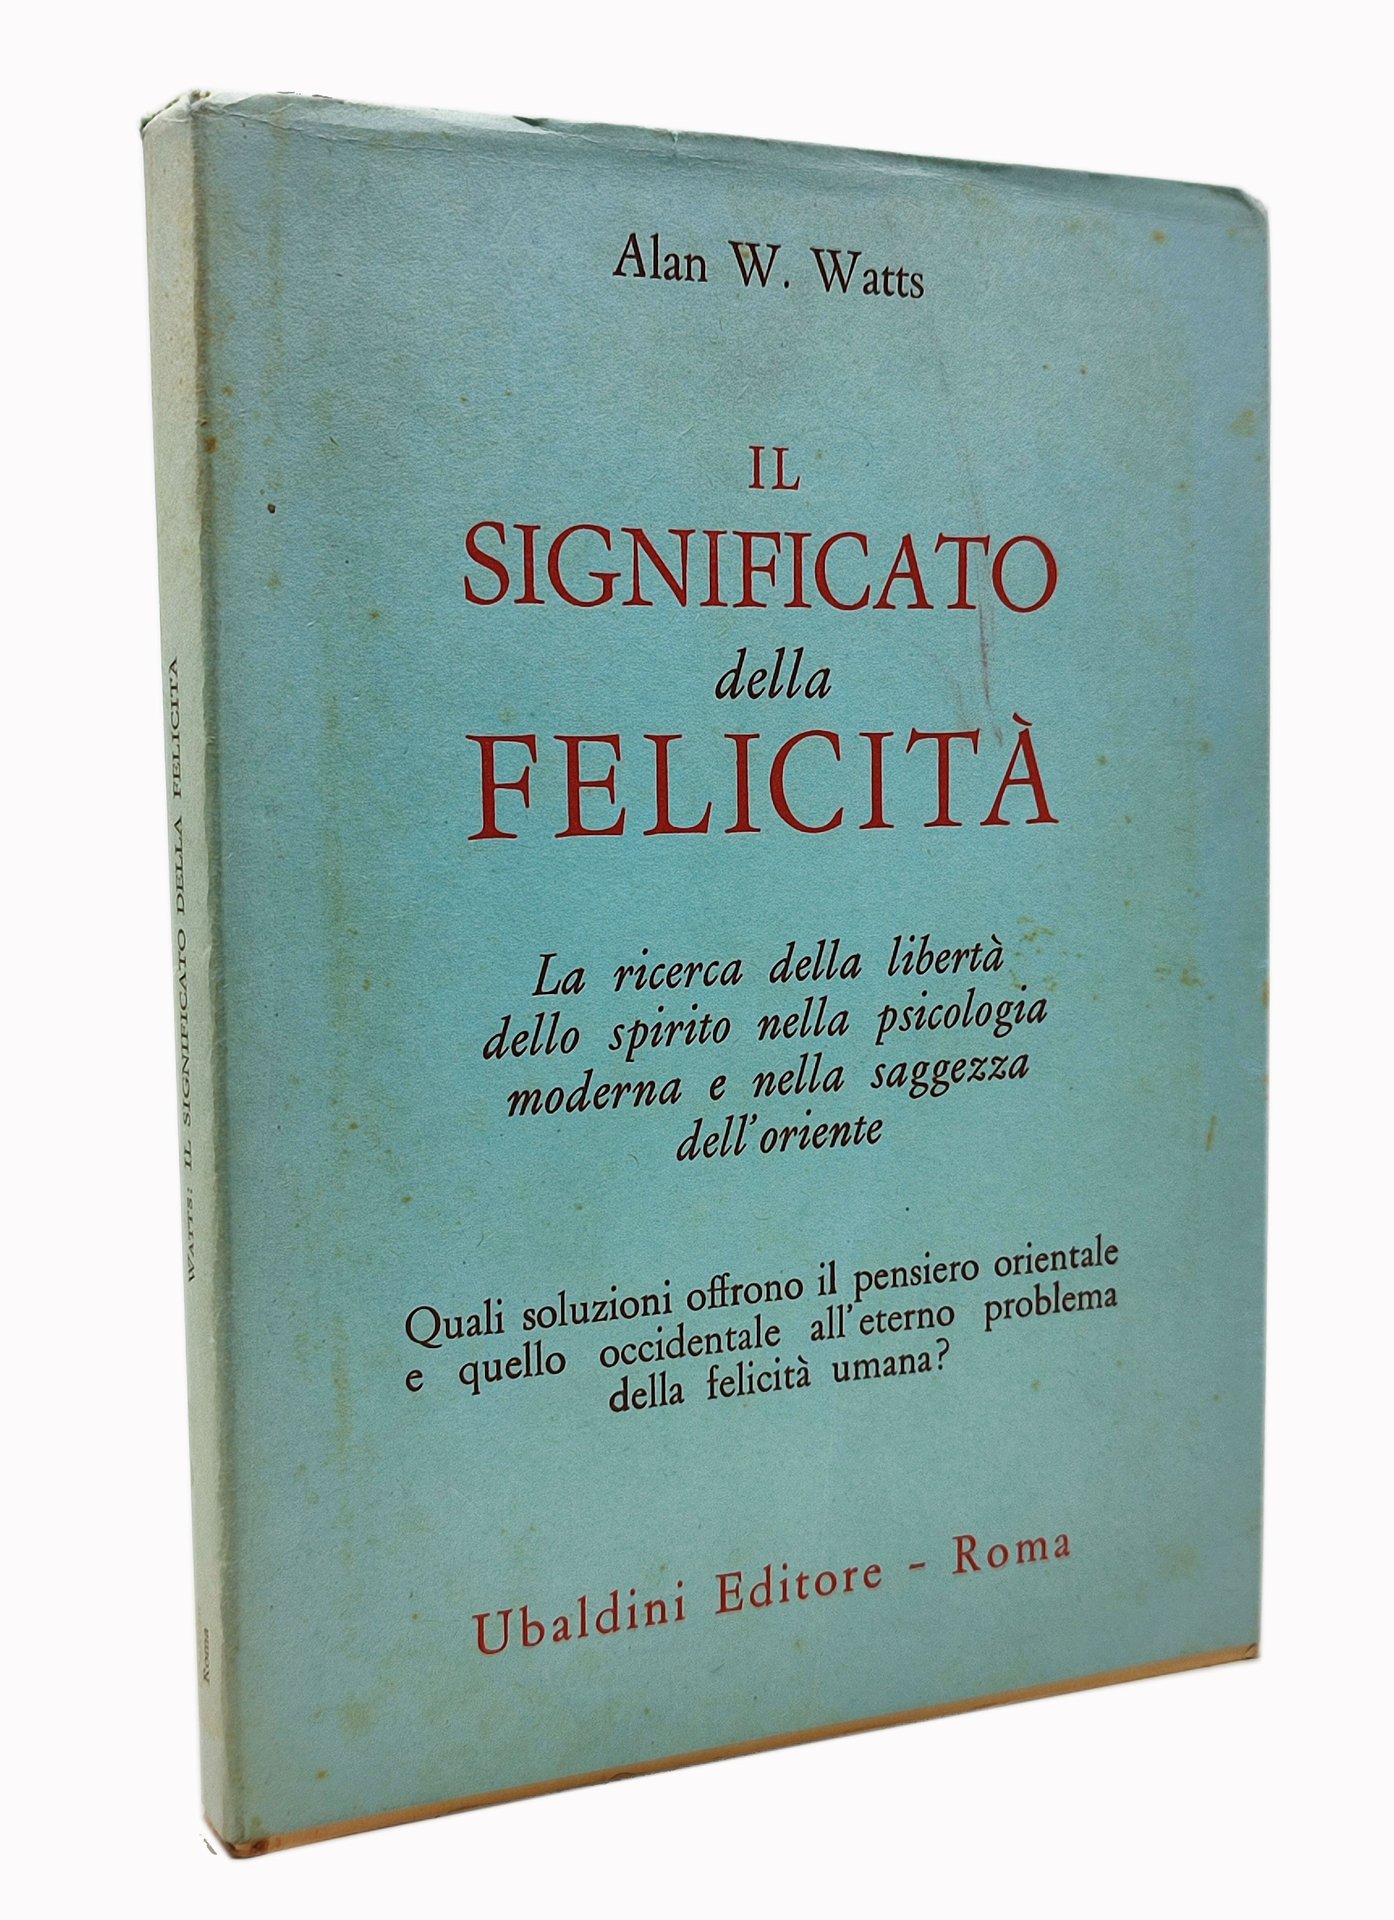 Alan W. Watts
IL
SIGNIFICATO
della
FELICITÀ
La ricerca della libertà
dello spirito nella psicologia
moderna e nella saggezza
dell'oriente
Quali soluzioni offrono il pensiero orientale
e quello occidentale all'eterno problema
della felicità umana?
Ubaldini Editore - Roma
WATTS: IL SIGNIFICATO DELLA FELICITÀ
Roma